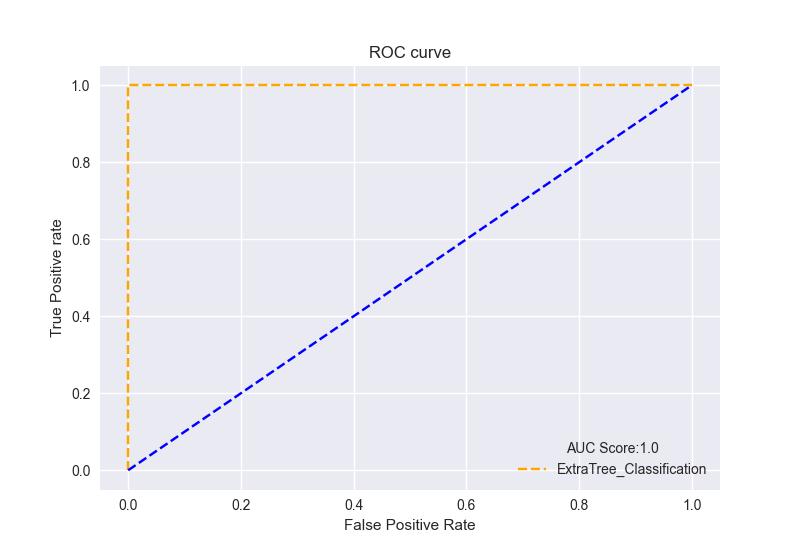 ROC curve
True Positive rate
1.0
0.8
0.6
0.4
0.2
0.0
AUC Score:1.0
ExtraTree_Classification
0.0 0.2 0.4 0.6 0.8 1.0
False Positive Rate